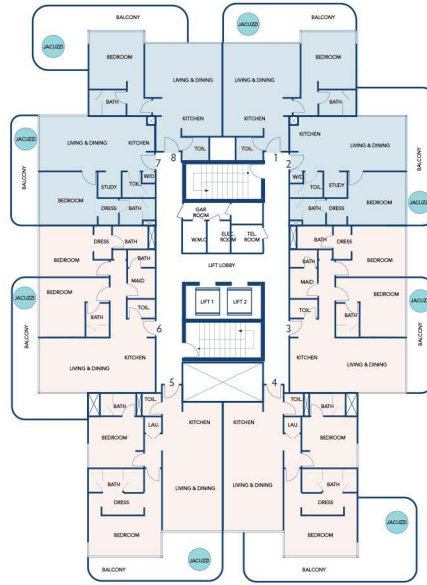 BALCONY
BALCONY
JACUZZI
JACUZZI
BEDROOM
BEDROOM
LIVING & DINING
LIVING & DINING
BATH
BATH
KITCHEN
KITCHEN
JACUZZI
LIVING & DINING
KITCHEN
TOIL.
TOIL.
KITCHEN
LIVING & DINING
8
1
7
2
BALCONY
W/D
W/D
BALCONY
BEDROOM
STUDY
TOIL.
TOIL.
STUDY
BEDROOM
JACUZZI
DRESS
BATH
BATH
DRESS
GAR
ROOM
W.M.C
ELEC.
ROOM
TEL.
ROOM
BEDROOM
DRESS
BATH
BATH
DRESS
BEDROOM
BATH
BATH
LIFT LOBBY
JACUZZI
BEDROOM
MAID
MAID
BEDROOM
JACUZZI
BATH
TOIL.
LIFT 1
LIFT 2
TOIL.
BATH
BALCONY
6
3
BALCONY
KITCHEN
KITCHEN
LIVING & DINING
LIVING & DINING
5
4
BATH
TOIL.
TOIL.
BATH
KITCHEN
KITCHEN
LAU.
LAU.
BEDROOM
BEDROOM
BATH
LIVING & DINING
LIVING & DINING
BATH
DRESS
DRESS
BEDROOM
BEDROOM
JACUZZI
JACUZZI
BALCONY
BALCONY